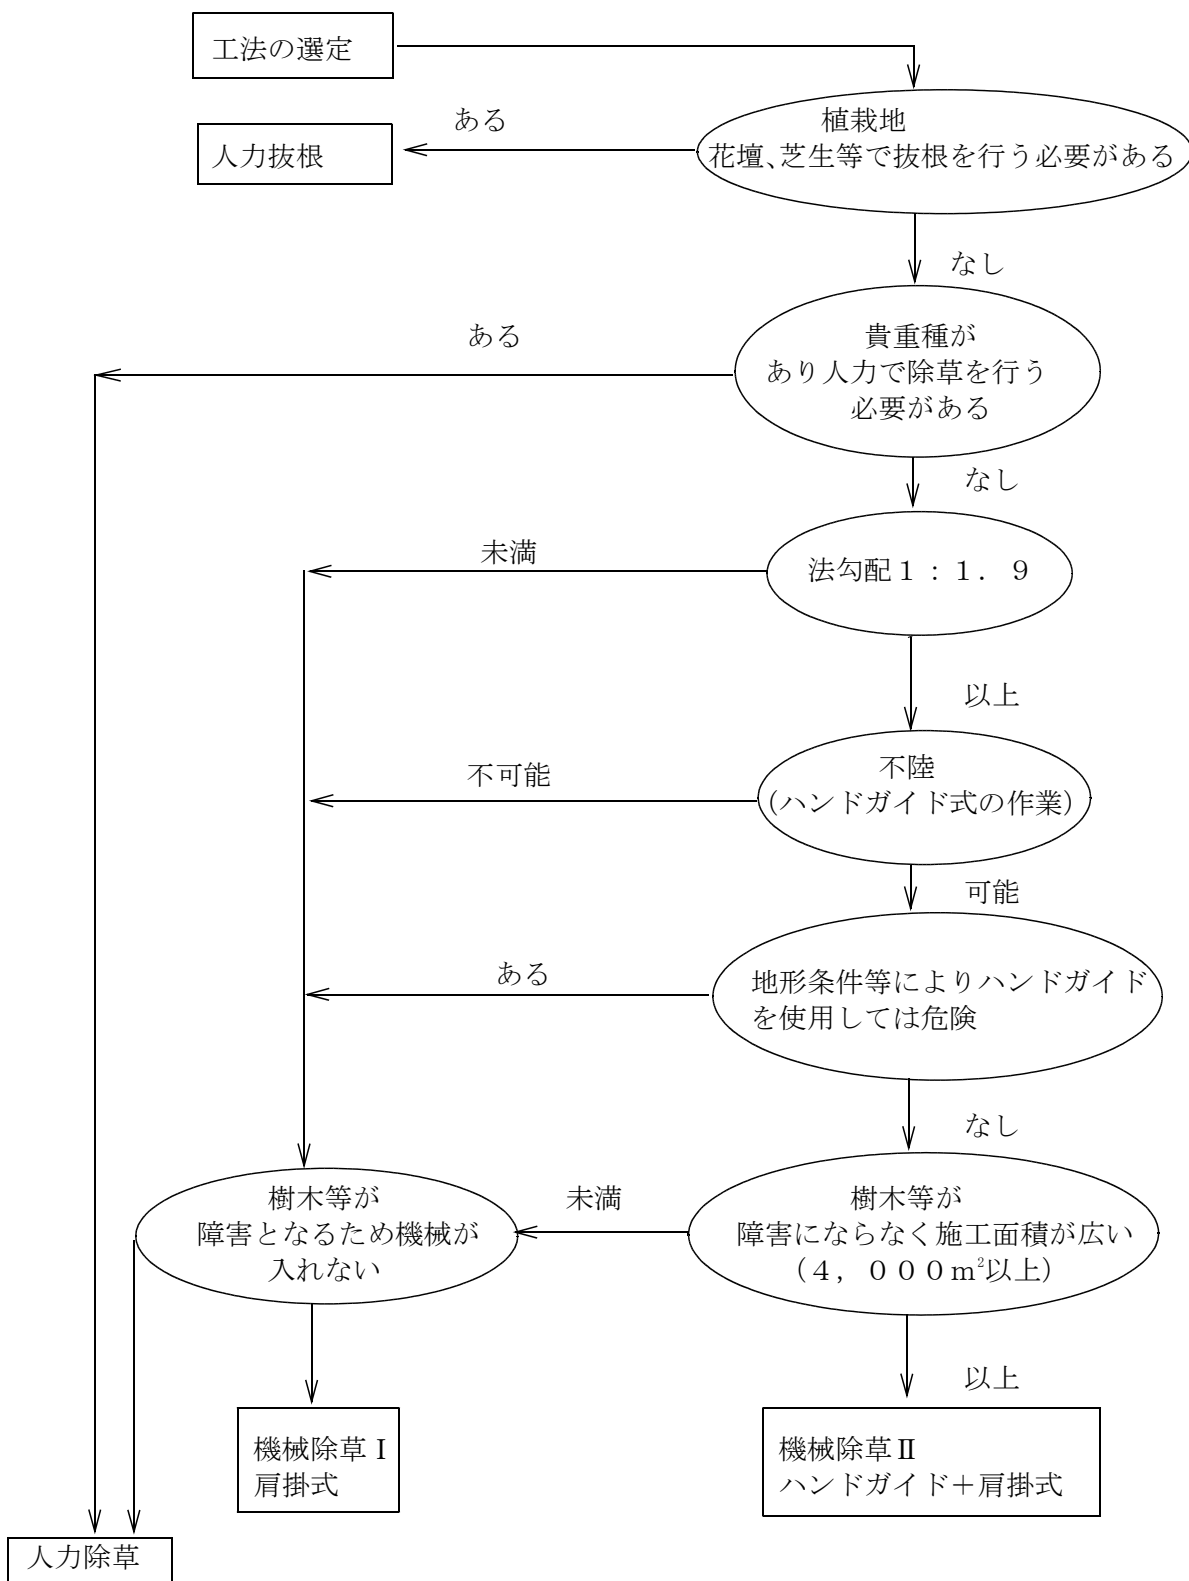 工法の選定
植栽地
花壇、芝生等で抜根を行う必要がある
ある
人力抜根
なし
貴重種が
あり人力で除草を行う
必要がある
ある
なし
法勾配1：1．9
未満
以上
不陸
（ハンドガイド式の作業）
不可能
可能
地形条件等によりハンドガイド
を使用しては危険
ある
なし
樹木等が
障害となるため機械が
入れない
未満
樹木等が
障害にならなく施工面積が広い
（4，000m²以上）
以上
機械除草Ⅰ
肩掛式
機械除草Ⅱ
ハンドガイド＋肩掛式
人力除草